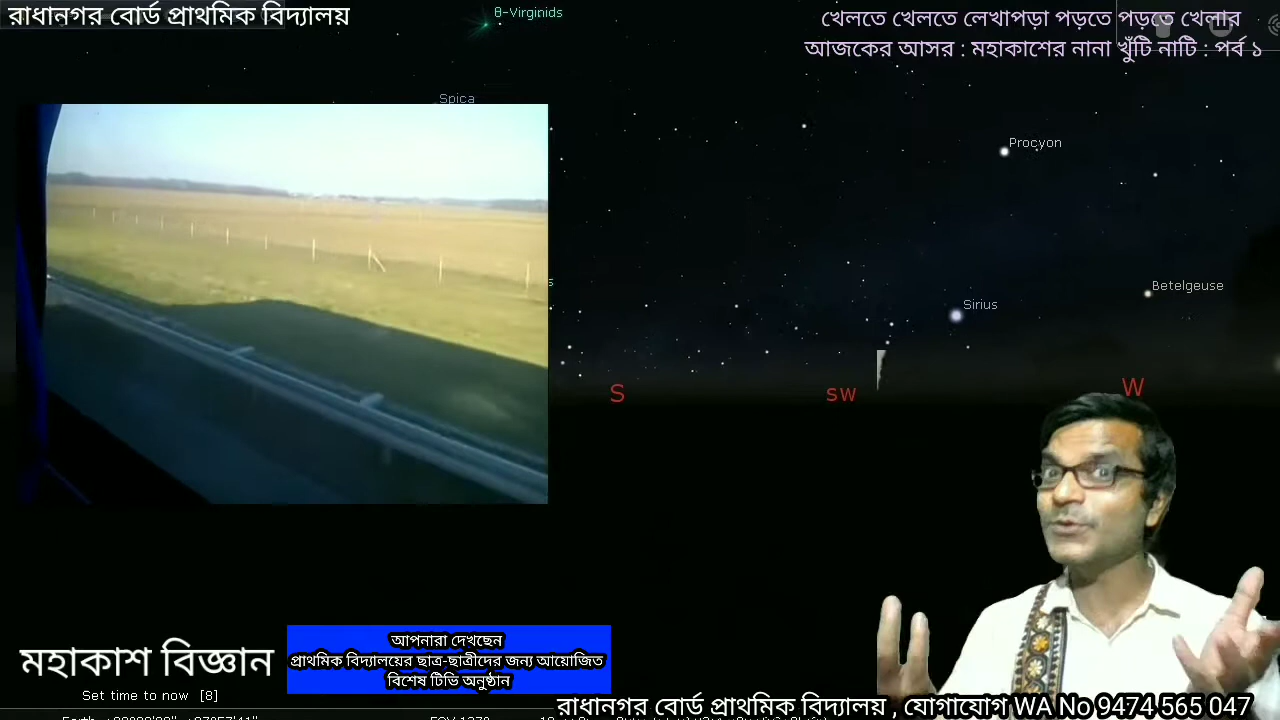 রাধানগর বোর্ড প্রাথমিক বিদ্যালয়
θ-Virginids
খেলতে খেলতে লেখাপড়া পড়তে পড়তে খেলার
আজকের আসর : মহাকাশের নানা খুঁটি নাটি : পর্ব ১
Spica
Procyon
Betelgeuse
Sirius
S
SW
W
আপনারা দেখছেন
প্রাথমিক বিদ্যালয়ের ছাত্র-ছাত্রীদের জন্য আয়োজিত
বিশেষ টিভি অনুষ্ঠান
মহাকাশ বিজ্ঞান
Set time to now [8]
রাধানগর বোর্ড প্রাথমিক বিদ্যালয় , যোগাযোগ WA No 9474 565 047